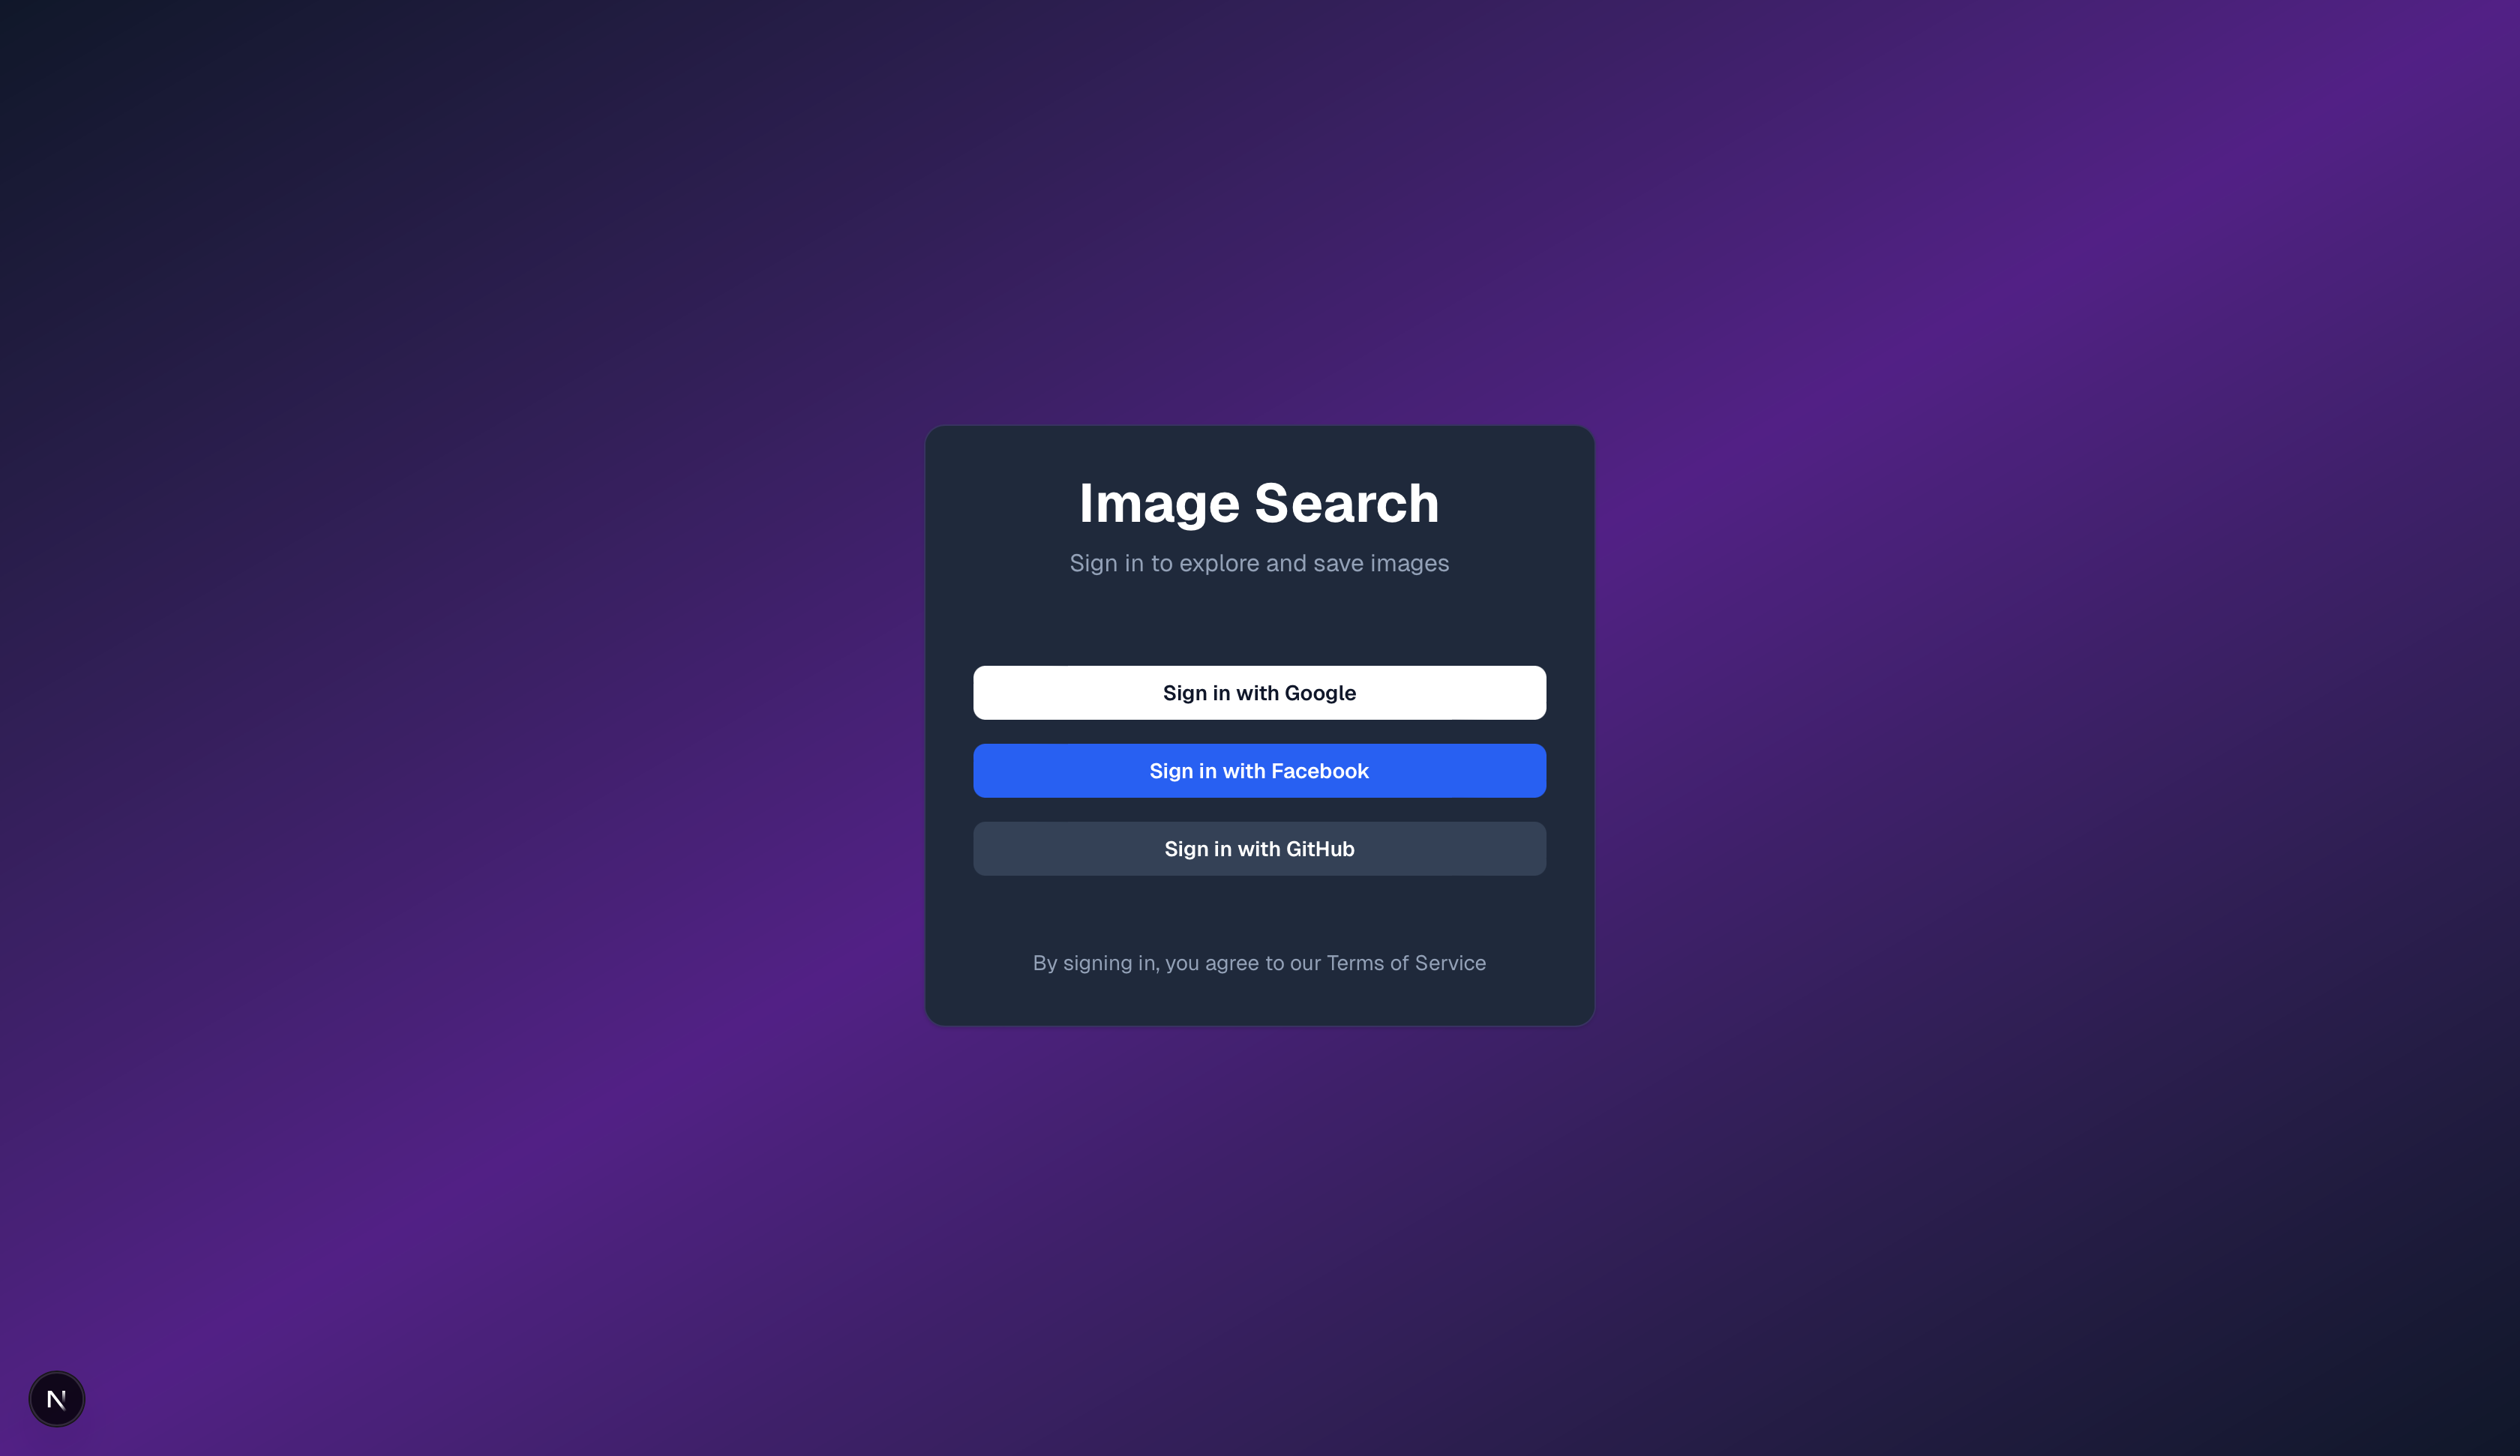 Image Search
Sign in to explore and save images
Sign in with Google
Sign in with Facebook
Sign in with GitHub
By signing in, you agree to our Terms of Service
N